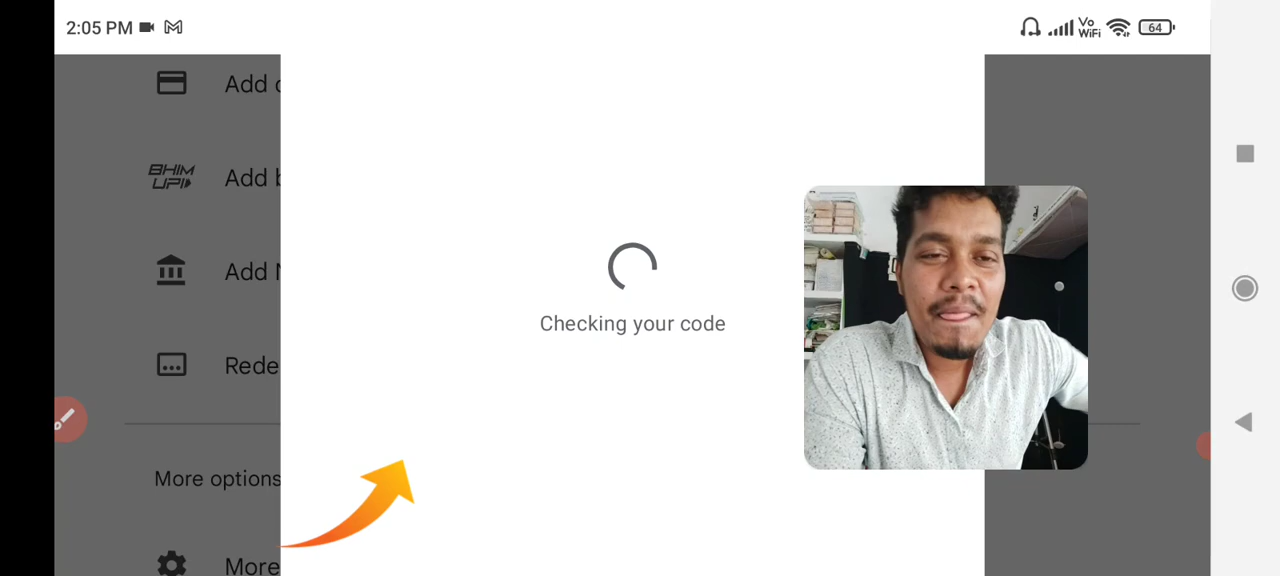 2:05 PM
Vo
WiFi
64
Add
BHIM
UPI
Add
Add
Checking your code
Rede
More options
More